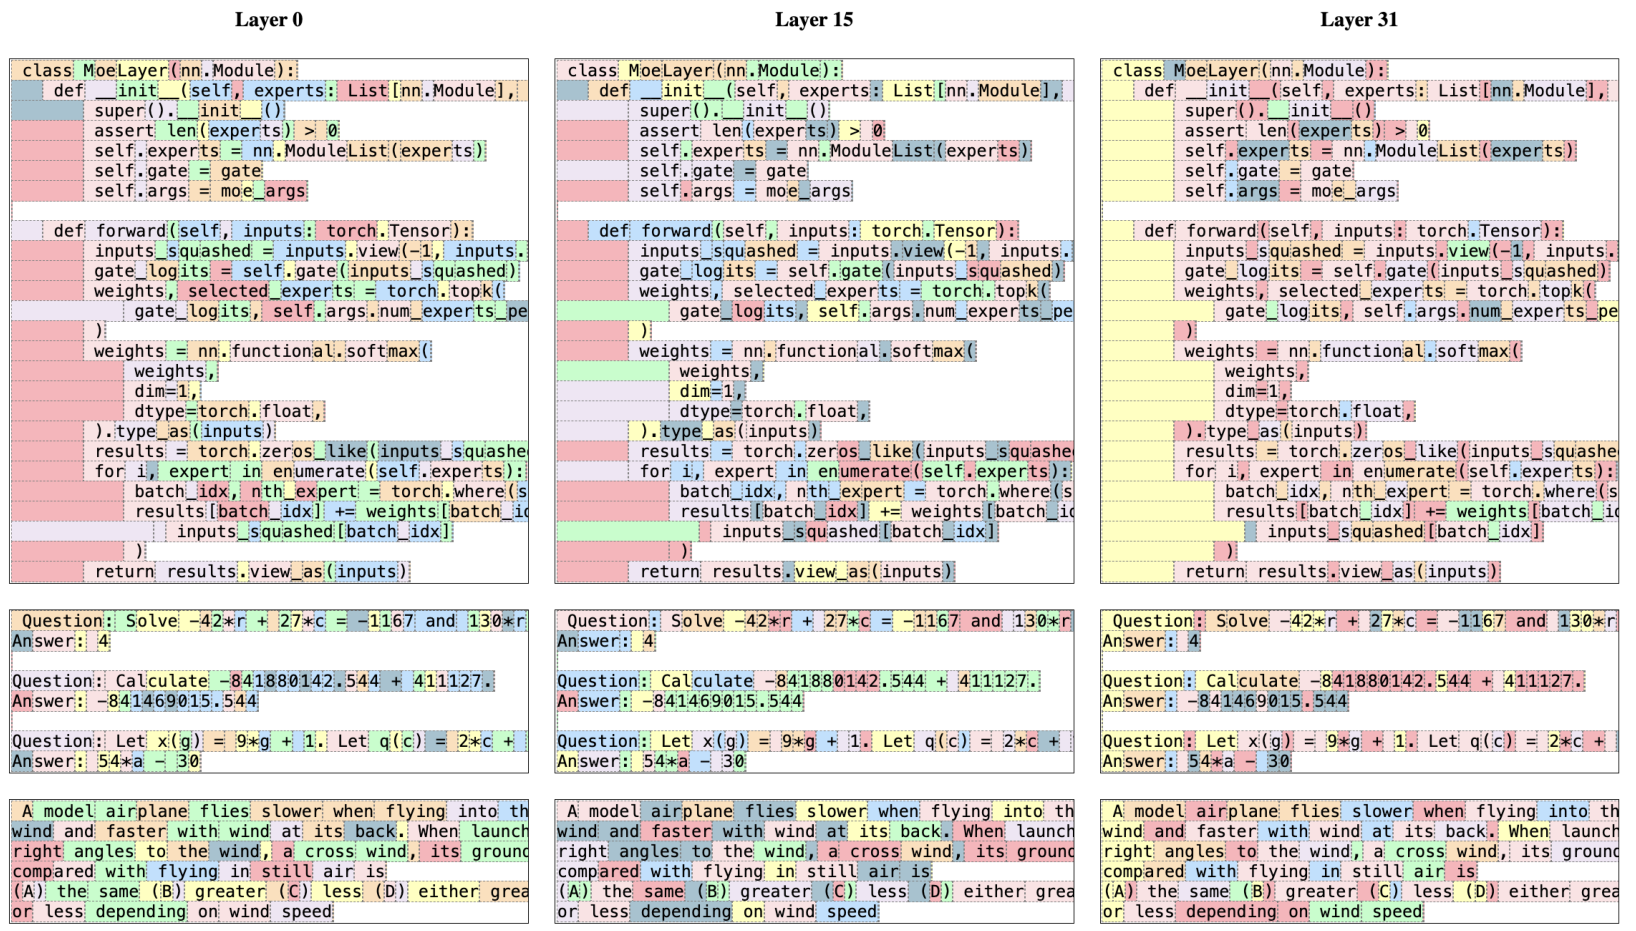 Layer 0
class MoeLayer(nn.Module):
def __init__(self, experts: List[nn.Module],
super().__init__()
assert len(experts) > 0
self.experts = nn.ModuleList(experts)
self.gate = gate
self.args = moe_args
def forward(self, inputs: torch.Tensor):
inputs_squashed = inputs.view(-1, inputs.
gate_logits = self.gate(inputs_squashed)
weights, selected_experts = torch.topk(
gate_logits, self.args.num_experts_pe
)
weights = nn.functional.softmax(
weights,
dim=1,
dtype=torch.float,
).type_as(inputs)
results = torch.zeros_like(inputs_squashe
for i, expert in enumerate(self.experts):
batch_idx, nth_expert = torch.where(s
results[batch_idx] += weights[batch_id
inputs_squashed[batch_idx]
)
return results.view_as(inputs)
Question: Solve -42*r + 27*c = -1167 and 130*r
Answer: 4
Question: Calculate -841880142.544 + 411127.
Answer: -841469015.544
Question: Let x(g) = 9*g + 1. Let q(c) = 2*c +
Answer: 54*a - 30
A model airplane flies slower when flying into th
wind and faster with wind at its back. When launch
right angles to the wind, a cross wind, its groun
compared with flying in still air is
(A) the same (B) greater (C) less (D) either grea
or less depending on wind speed
Layer 15
class MoeLayer(nn.Module):
def __init__(self, experts: List[nn.Module],
super().__init__()
assert len(experts) > 0
self.experts = nn.ModuleList(experts)
self.gate = gate
self.args = moe_args
def forward(self, inputs: torch.Tensor):
inputs_squashed = inputs.view(-1, inputs.
gate_logits = self.gate(inputs_squashed)
weights, selected_experts = torch.topk(
gate_logits, self.args.num_experts_pe
)
weights = nn.functional.softmax(
weights,
dim=1,
dtype=torch.float,
).type_as(inputs)
results = torch.zeros_like(inputs_squashe
for i, expert in enumerate(self.experts):
batch_idx, nth_expert = torch.where(s
results[batch_idx] += weights[batch_id
inputs_squashed[batch_idx]
)
return results.view_as(inputs)
Question: Solve -42*r + 27*c = -1167 and 130*r
Answer: 4
Question: Calculate -841880142.544 + 411127.
Answer: -841469015.544
Question: Let x(g) = 9*g + 1. Let q(c) = 2*c +
Answer: 54*a - 30
A model airplane flies slower when flying into th
wind and faster with wind at its back. When launch
right angles to the wind, a cross wind, its groun
compared with flying in still air is
(A) the same (B) greater (C) less (D) either grea
or less depending on wind speed
Layer 31
class MoeLayer(nn.Module):
def __init__(self, experts: List[nn.Module],
super().__init__()
assert len(experts) > 0
self.experts = nn.ModuleList(experts)
self.gate = gate
self.args = moe_args
def forward(self, inputs: torch.Tensor):
inputs_squashed = inputs.view(-1, inputs.
gate_logits = self.gate(inputs_squashed)
weights, selected_experts = torch.topk(
gate_logits, self.args.num_experts_pe
)
weights = nn.functional.softmax(
weights,
dim=1,
dtype=torch.float,
).type_as(inputs)
results = torch.zeros_like(inputs_squashe
for i, expert in enumerate(self.experts):
batch_idx, nth_expert = torch.where(s
results[batch_idx] += weights[batch_id
inputs_squashed[batch_idx]
)
return results.view_as(inputs)
Question: Solve -42*r + 27*c = -1167 and 130*r
Answer: 4
Question: Calculate -841880142.544 + 411127.
Answer: -841469015.544
Question: Let x(g) = 9*g + 1. Let q(c) = 2*c +
Answer: 54*a - 30
A model airplane flies slower when flying into th
wind and faster with wind at its back. When launch
right angles to the wind, a cross wind, its groun
compared with flying in still air is
(A) the same (B) greater (C) less (D) either grea
or less depending on wind speed